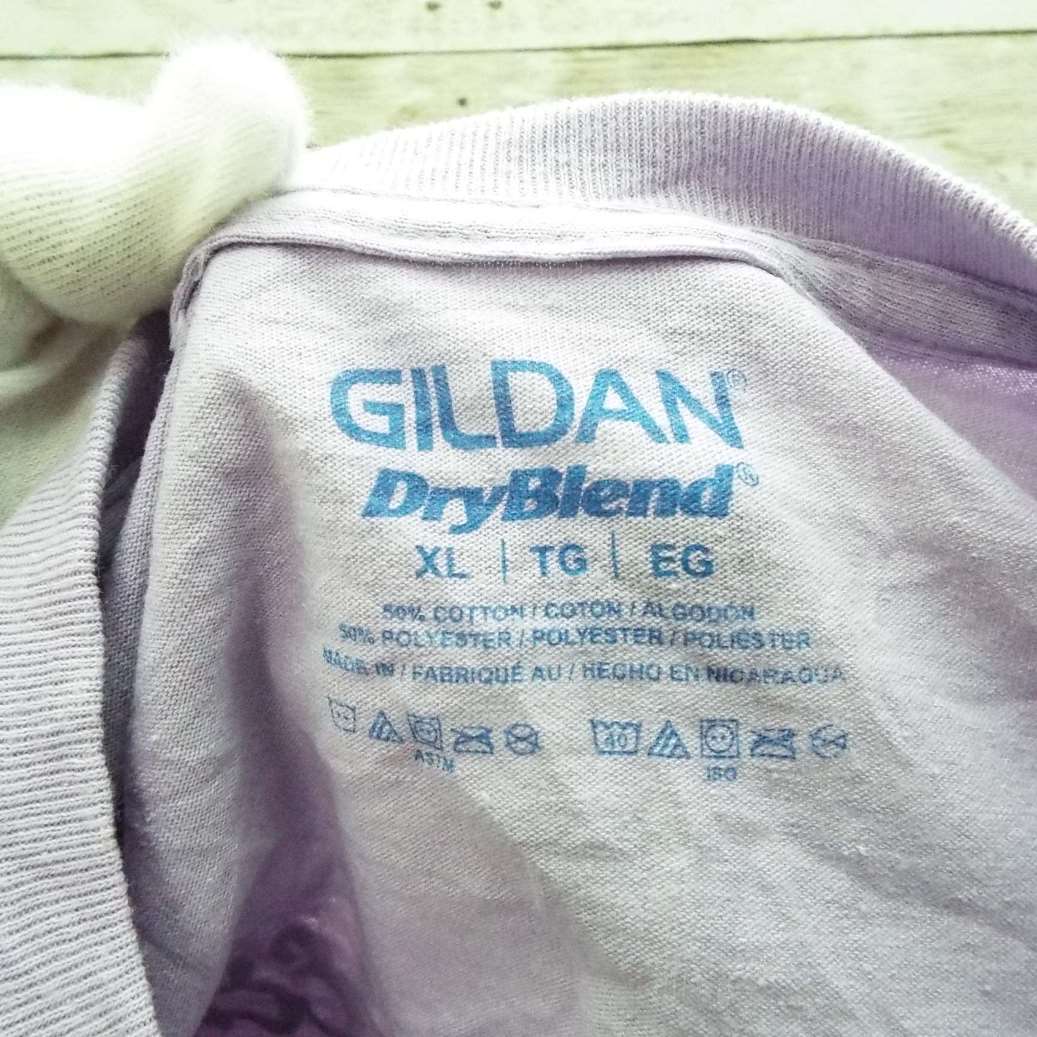 GILDAN®
DryBlend®
XL | TG | EG
50% COTTON / COTON / ALGODON
50% POLYESTER / POLYESTER / POLIESTER
MADE IN / FABRIQUÉ AU / HECHO EN NICARAGUA
40
ASTM ISO